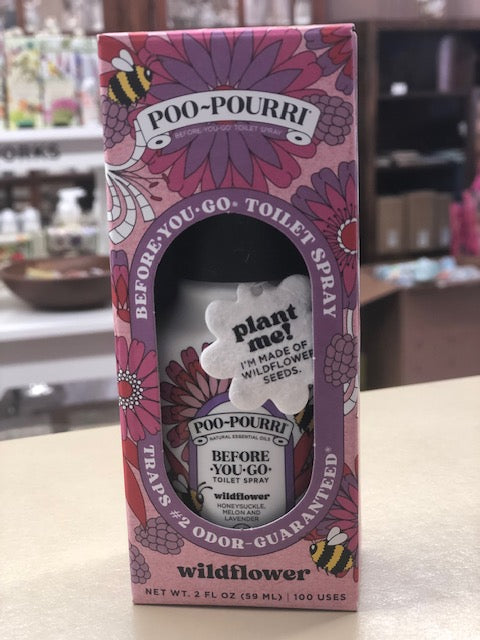 POO~POURRI®
BEFORE·YOU·GO® TOILET SPRAY
BEFORE·YOU·GO® TOILET SPRAY
plant
me!
I'M MADE OF
WILDFLOWER
SEEDS.
POO~POURRI
NATURAL ESSENTIAL OILS
BEFORE
·YOU·GO®
TOILET SPRAY
wildflower
HONEYSUCKLE,
MELON AND
LAVENDER
TRAPS #2 ODOR-GUARANTEED®
wildflower
NET WT. 2 FL OZ (59 ML) | 100 USES
ORKS